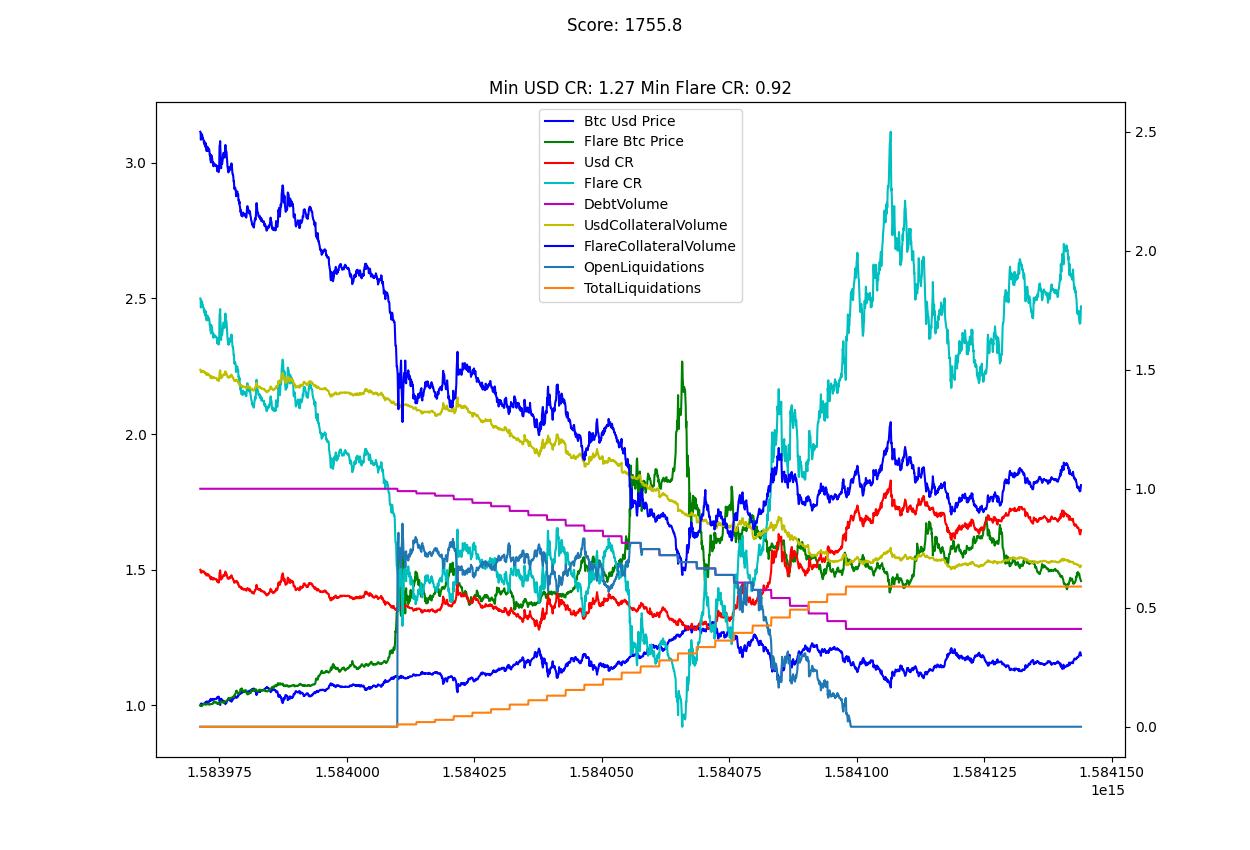 Score: 1755.8
Min USD CR: 1.27 Min Flare CR: 0.92
Btc Usd Price
Flare Btc Price
Usd CR
Flare CR
DebtVolume
UsdCollateralVolume
FlareCollateralVolume
OpenLiquidations
TotalLiquidations
3.0
2.5
2.0
1.5
1.0
2.5
2.0
1.5
1.0
0.5
0.0
1.583975
1.584000
1.584025
1.584050
1.584075
1.584100
1.584125
1.584150
1e15